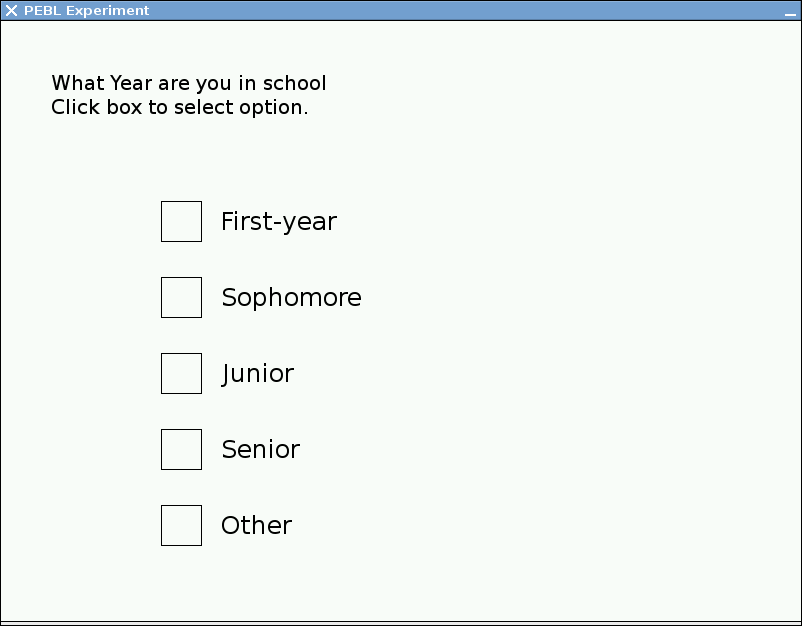 PEBL Experiment
What Year are you in school
Click box to select option.
First-year
Sophomore
Junior
Senior
Other